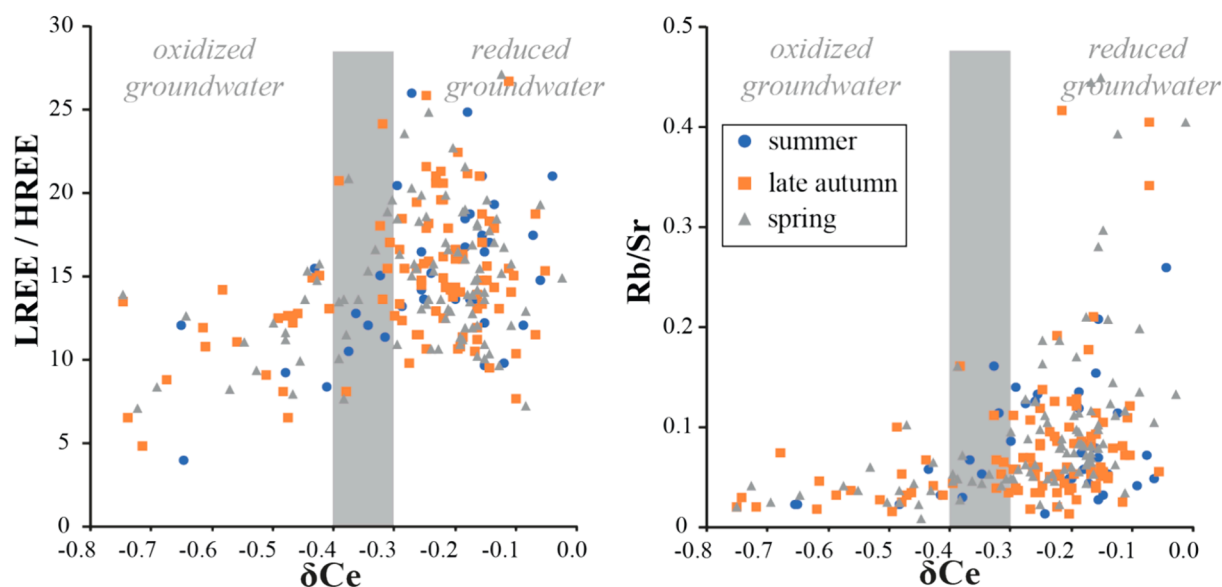 30
25
20
15
10
5
0
LREE / HREE
oxidized
groundwater
reduced
groundwater
-0.8 -0.7 -0.6 -0.5 -0.4 -0.3 -0.2 -0.1 0.0
δCe
0.5
0.4
0.3
0.2
0.1
0
Rb/Sr
oxidized
groundwater
reduced
groundwater
summer
late autumn
spring
-0.8 -0.7 -0.6 -0.5 -0.4 -0.3 -0.2 -0.1 0.0
δCe